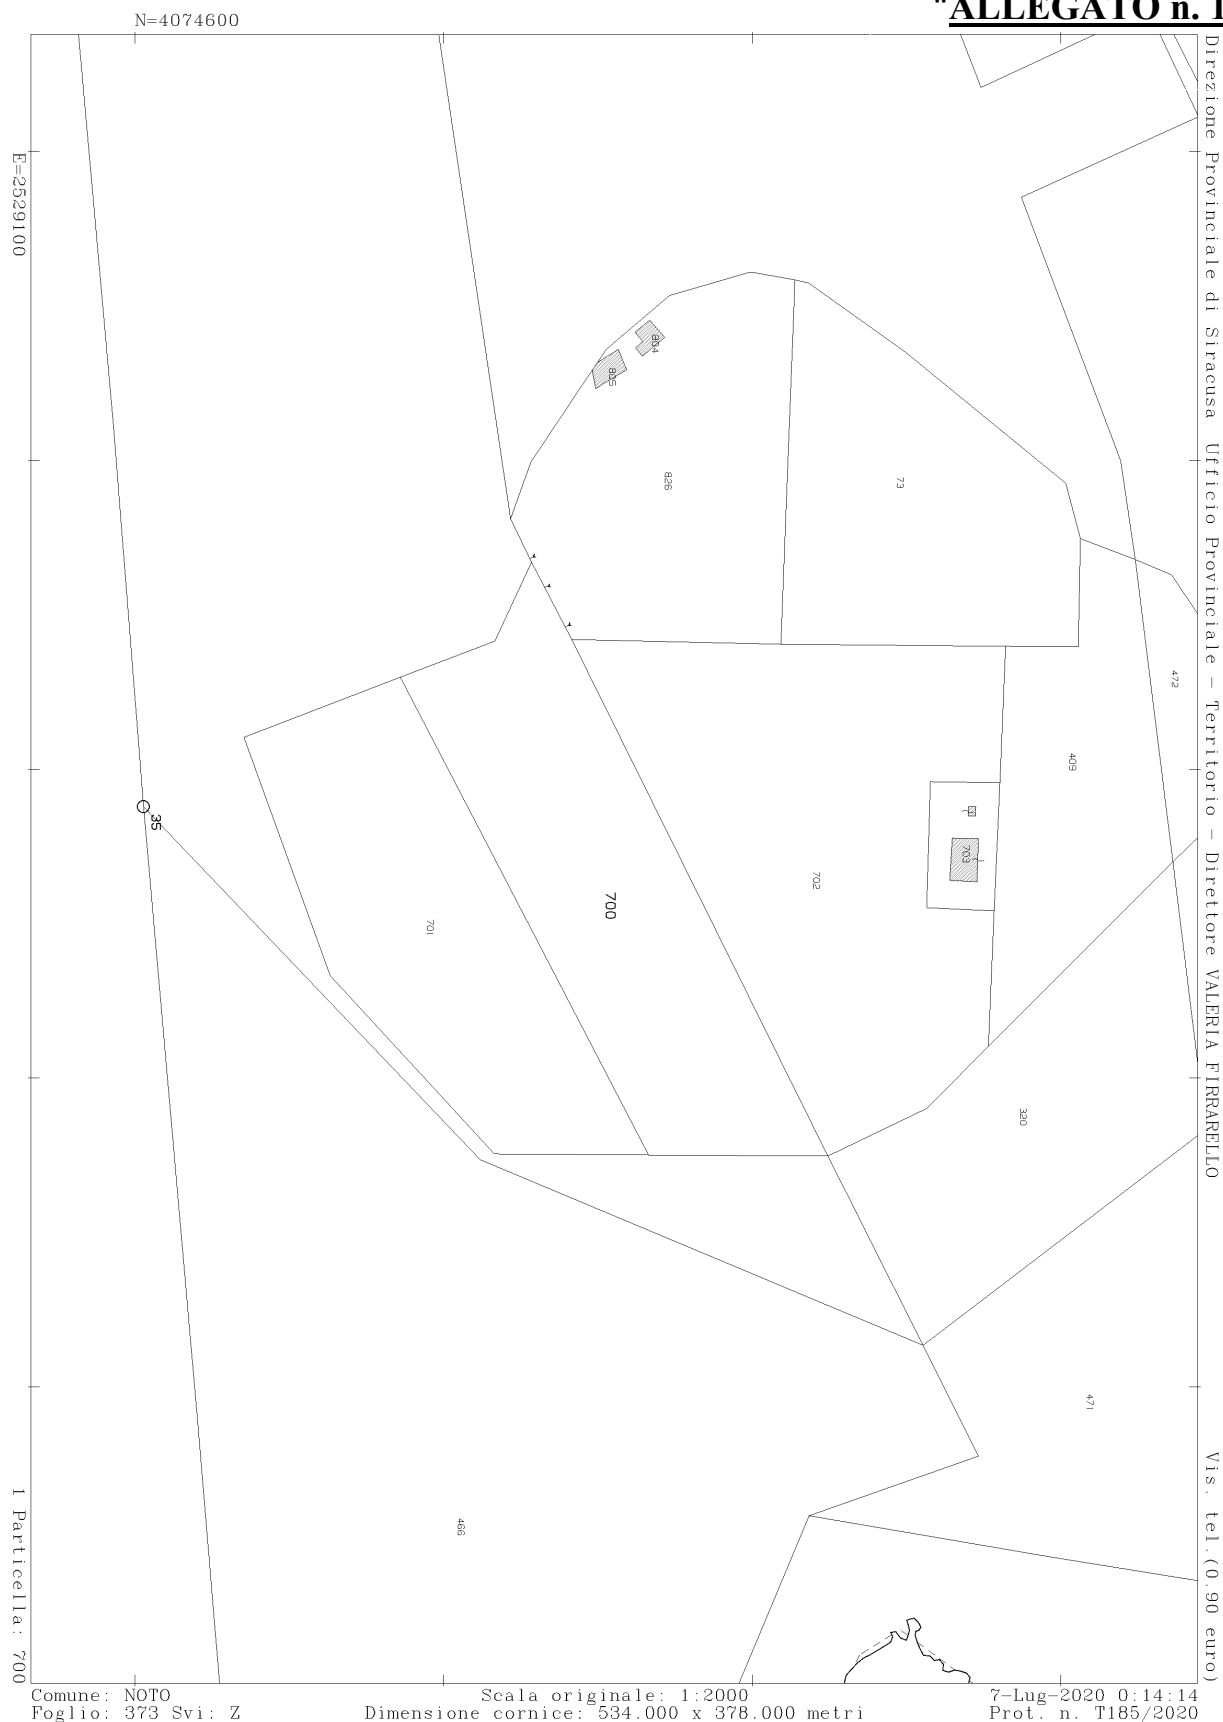 "ALLEGATO n. 1
N=4074600
E=2529100
Direzione Provinciale di Siracusa Ufficio Provinciale - Territorio - Direttore VALERIA FIRRARELLO
Vis. tel. (0.90 euro)
804
805
826
73
472
409
35
703
702
700
701
320
471
466
1 Particella: 700
Comune: NOTO
Foglio: 373 Svi: Z
Scala originale: 1:2000
Dimensione cornice: 534.000 x 378.000 metri
7-Lug-2020 0:14:14
Prot. n. T185/2020